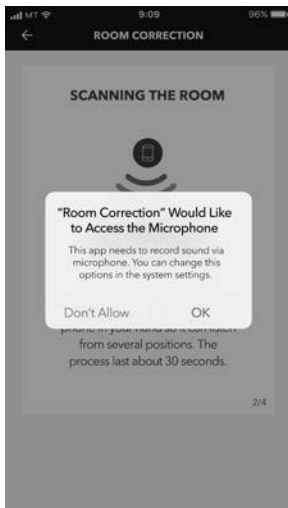 MT 9:09 96%
ROOM CORRECTION
SCANNING THE ROOM
“Room Correction” Would Like
to Access the Microphone
This app needs to record sound via
microphone. You can change this
options in the system settings.
Don’t Allow OK
phone in your hand so it can listen
from several positions. The
process last about 30 seconds.
2/4